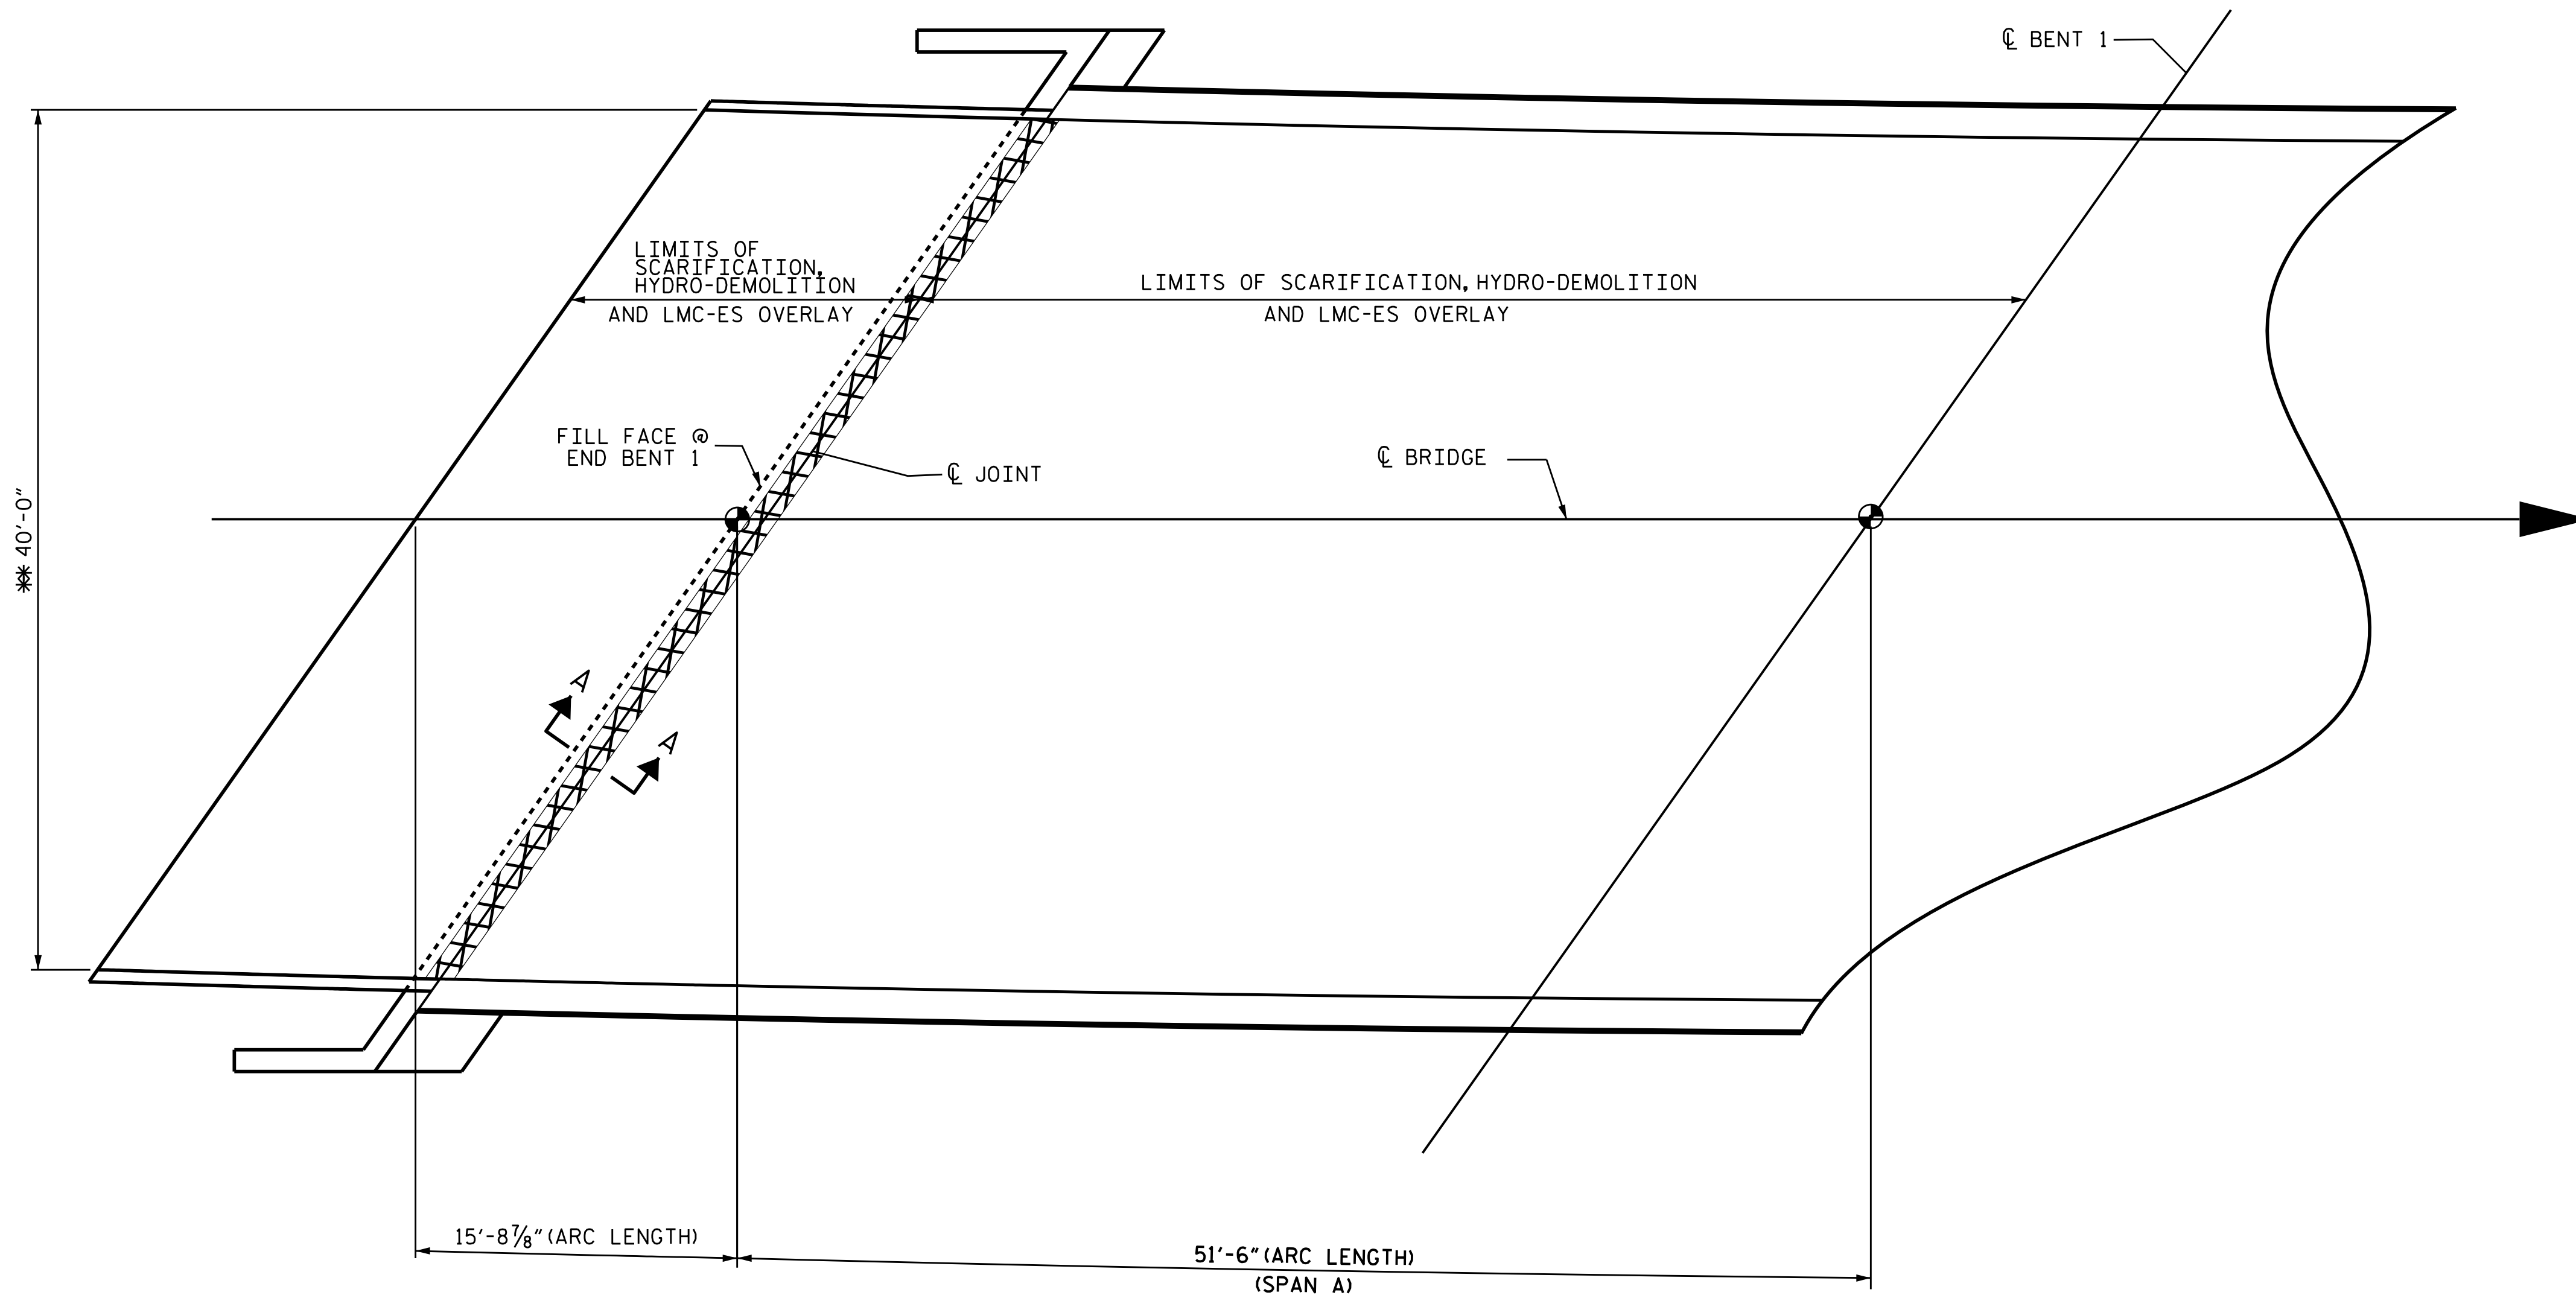 ℄ BENT 1
LIMITS OF
SCARIFICATION,
HYDRO-DEMOLITION
AND LMC-ES OVERLAY
LIMITS OF SCARIFICATION, HYDRO-DEMOLITION
AND LMC-ES OVERLAY
FILL FACE @
END BENT 1
℄ JOINT
℄ BRIDGE
** 40'-0"
A
A
15'-8⅞" (ARC LENGTH)
51'-6" (ARC LENGTH)
(SPAN A)